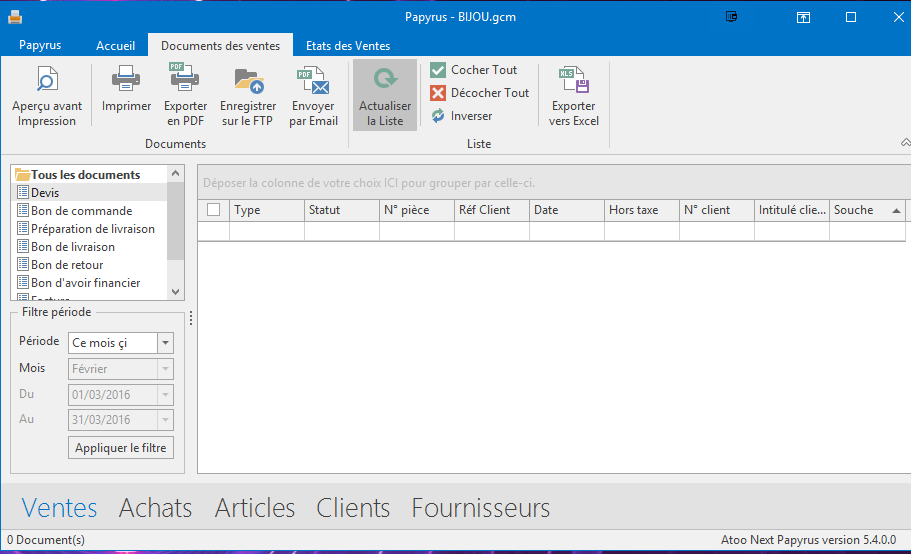 Papyrus - BIJOU.gcm
Papyrus
Accueil
Documents des ventes
Etats des Ventes
Aperçu avant
Impression
Imprimer
PDF
Exporter
en PDF
Enregistrer
sur le FTP
PDF
Envoyer
par Email
Documents
Actualiser
la Liste
Cocher Tout
Décocher Tout
Inverser
XLS
Exporter
vers Excel
Liste
Tous les documents
Devis
Bon de commande
Préparation de livraison
Bon de livraison
Bon de retour
Bon d'avoir financier
Facture
Filtre période
Période
Ce mois çi
Mois
Février
Du
01/03/2016
Au
31/03/2016
Appliquer le filtre
Déposer la colonne de votre choix ICI pour grouper par celle-ci.
Type
Statut
N° pièce
Réf Client
Date
Hors taxe
N° client
Intitulé clie...
Souche
Ventes
Achats
Articles
Clients
Fournisseurs
0 Document(s)
Atoo Next Papyrus version 5.4.0.0